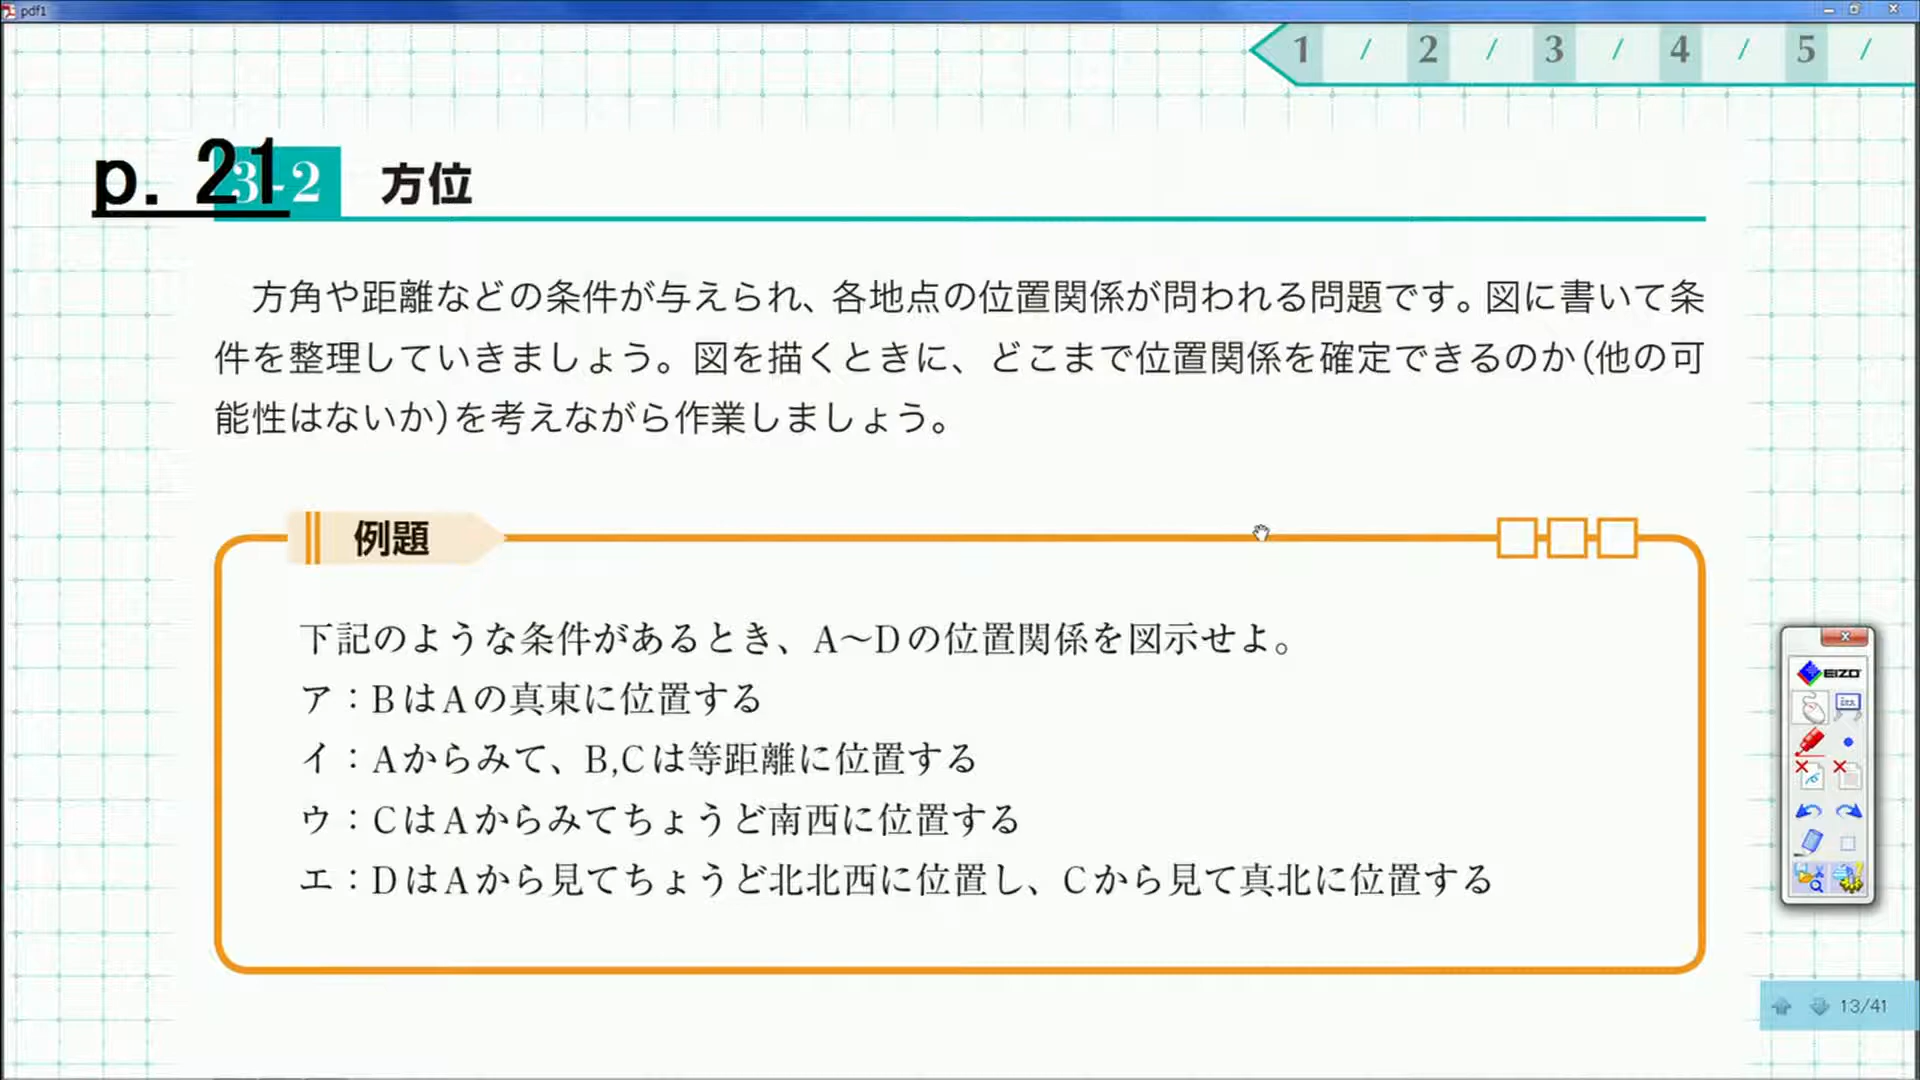 pdf1
1 / 2 / 3 / 4 / 5 /
p. 21
3-2 方位
方角や距離などの条件が与えられ、各地点の位置関係が問われる問題です。図に書いて条
件を整理していきましょう。図を描くときに、どこまで位置関係を確定できるのか(他の可
能性はないか)を考えながら作業しましょう。
例題
下記のような条件があるとき、A〜Dの位置関係を図示せよ。
ア：BはAの真東に位置する
イ：Aからみて、B,Cは等距離に位置する
ウ：CはAからみてちょうど南西に位置する
エ：DはAから見てちょうど北北西に位置し、Cから見て真北に位置する
EIZO
13/41